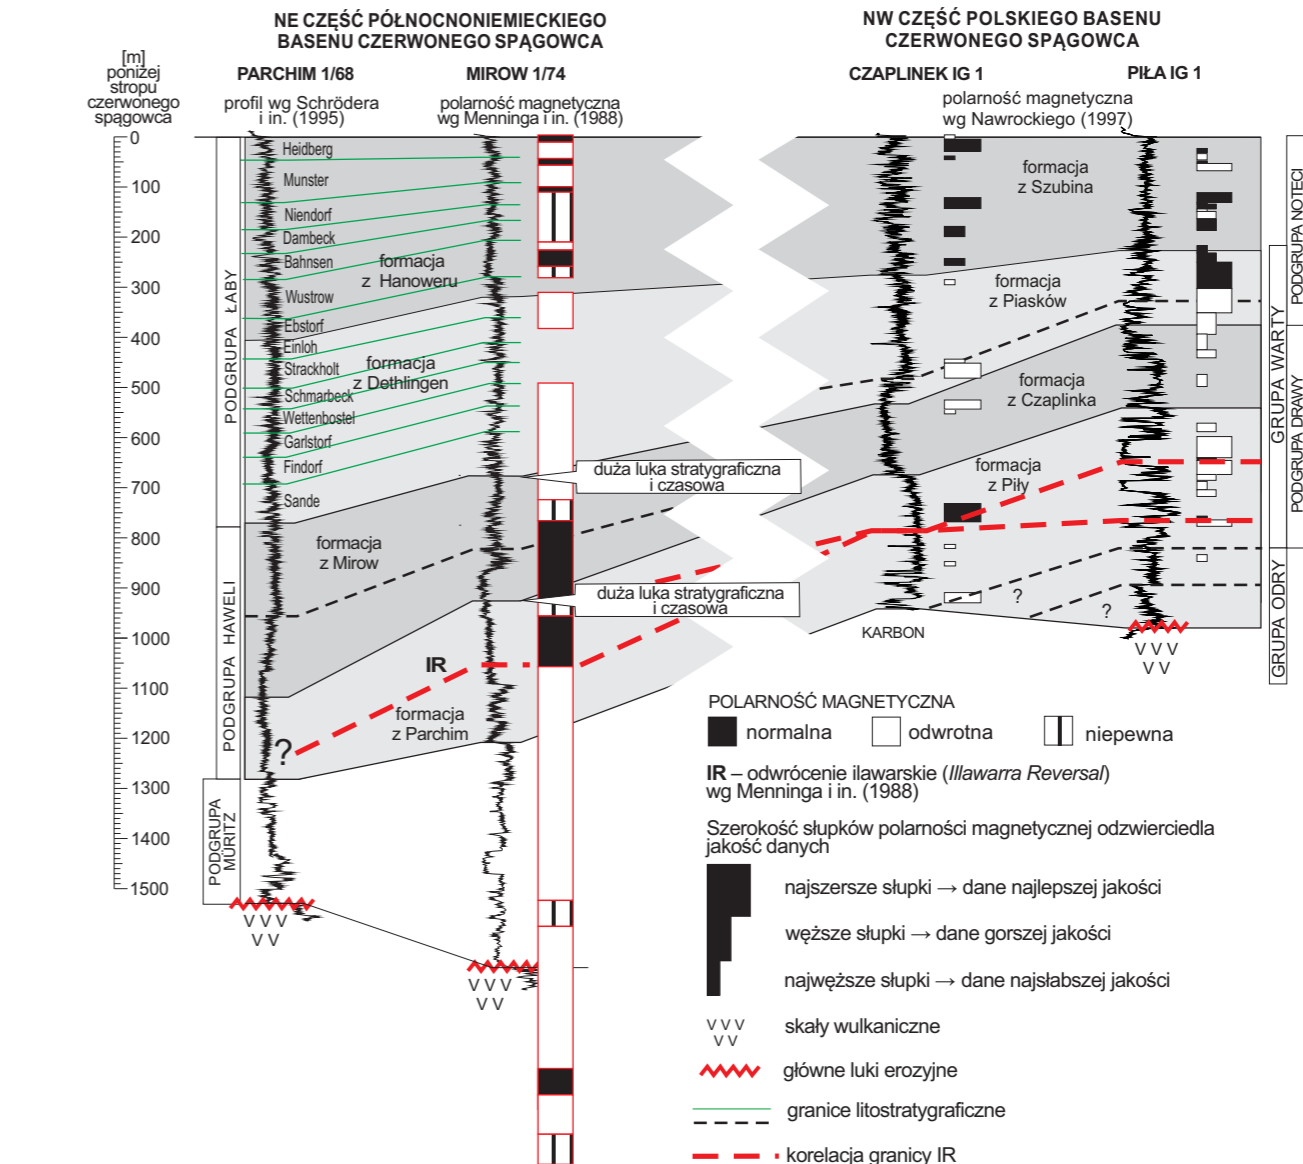 NE CZĘŚĆ PÓŁNOCNONIEMIECKIEGO
BASENU CZERWONEGO SPĄGOWCA
NW CZĘŚĆ POLSKIEGO BASENU
CZERWONEGO SPĄGOWCA
[m]
poniżej
stropu
czerwonego
spągowca
PARCHIM 1/68
profil wg Schrödera
i in. (1995)
MIROW 1/74
polarność magnetyczna
wg Menninga i in. (1988)
CZAPLINEK IG 1
PIŁA IG 1
polarność magnetyczna
wg Nawrockiego (1997)
0
100
200
300
400
500
600
700
800
900
1000
1100
1200
1300
1400
1500
PODGRUPA ŁABY
PODGRUPA HAWELI
PODGRUPA
MÜRITZ
Heidberg
Munster
Niendorf
Dambeck
Bahnsen
Wustrow
Ebstorf
Einloh
Strackholt
Schmarbeck
Wettenbostel
Garlstorf
Findorf
Sande
formacja
z Hanoweru
formacja
z Dethlingen
formacja
z Mirow
formacja
z Parchim
IR
?
duża luka stratygraficzna
i czasowa
duża luka stratygraficzna
i czasowa
formacja
z Szubina
formacja
z Piasków
formacja
z Czaplinka
formacja
z Piły
?
?
KARBON
PODGRUPA NOTECI
GRUPA WARTY
PODGRUPA DRAWY
GRUPA ODRY
V V V
V V
V V V
V V
V V V
V V
POLARNOŚĆ MAGNETYCZNA
normalna
odwrotna
niepewna
IR – odwrócenie ilawarskie (Illawarra Reversal)
wg Menninga i in. (1988)
Szerokość słupków polarności magnetycznej odzwierciedla
jakość danych
najszersze słupki → dane najlepszej jakości
węższe słupki → dane gorszej jakości
najwęższe słupki → dane najsłabszej jakości
V V V
V V
skały wulkaniczne
główne luki erozyjne
granice litostratygraficzne
korelacja granicy IR